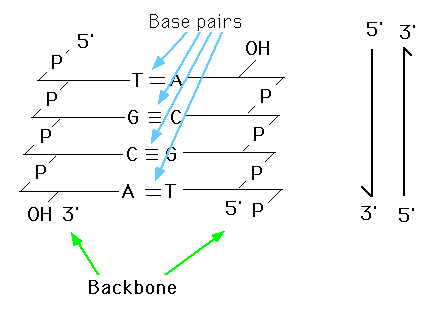 Base pairs
5' OH 5' 3'
P
T A
P P
G C
P P
C G
P P
A T
OH 3' 5' P 3' 5'
Backbone